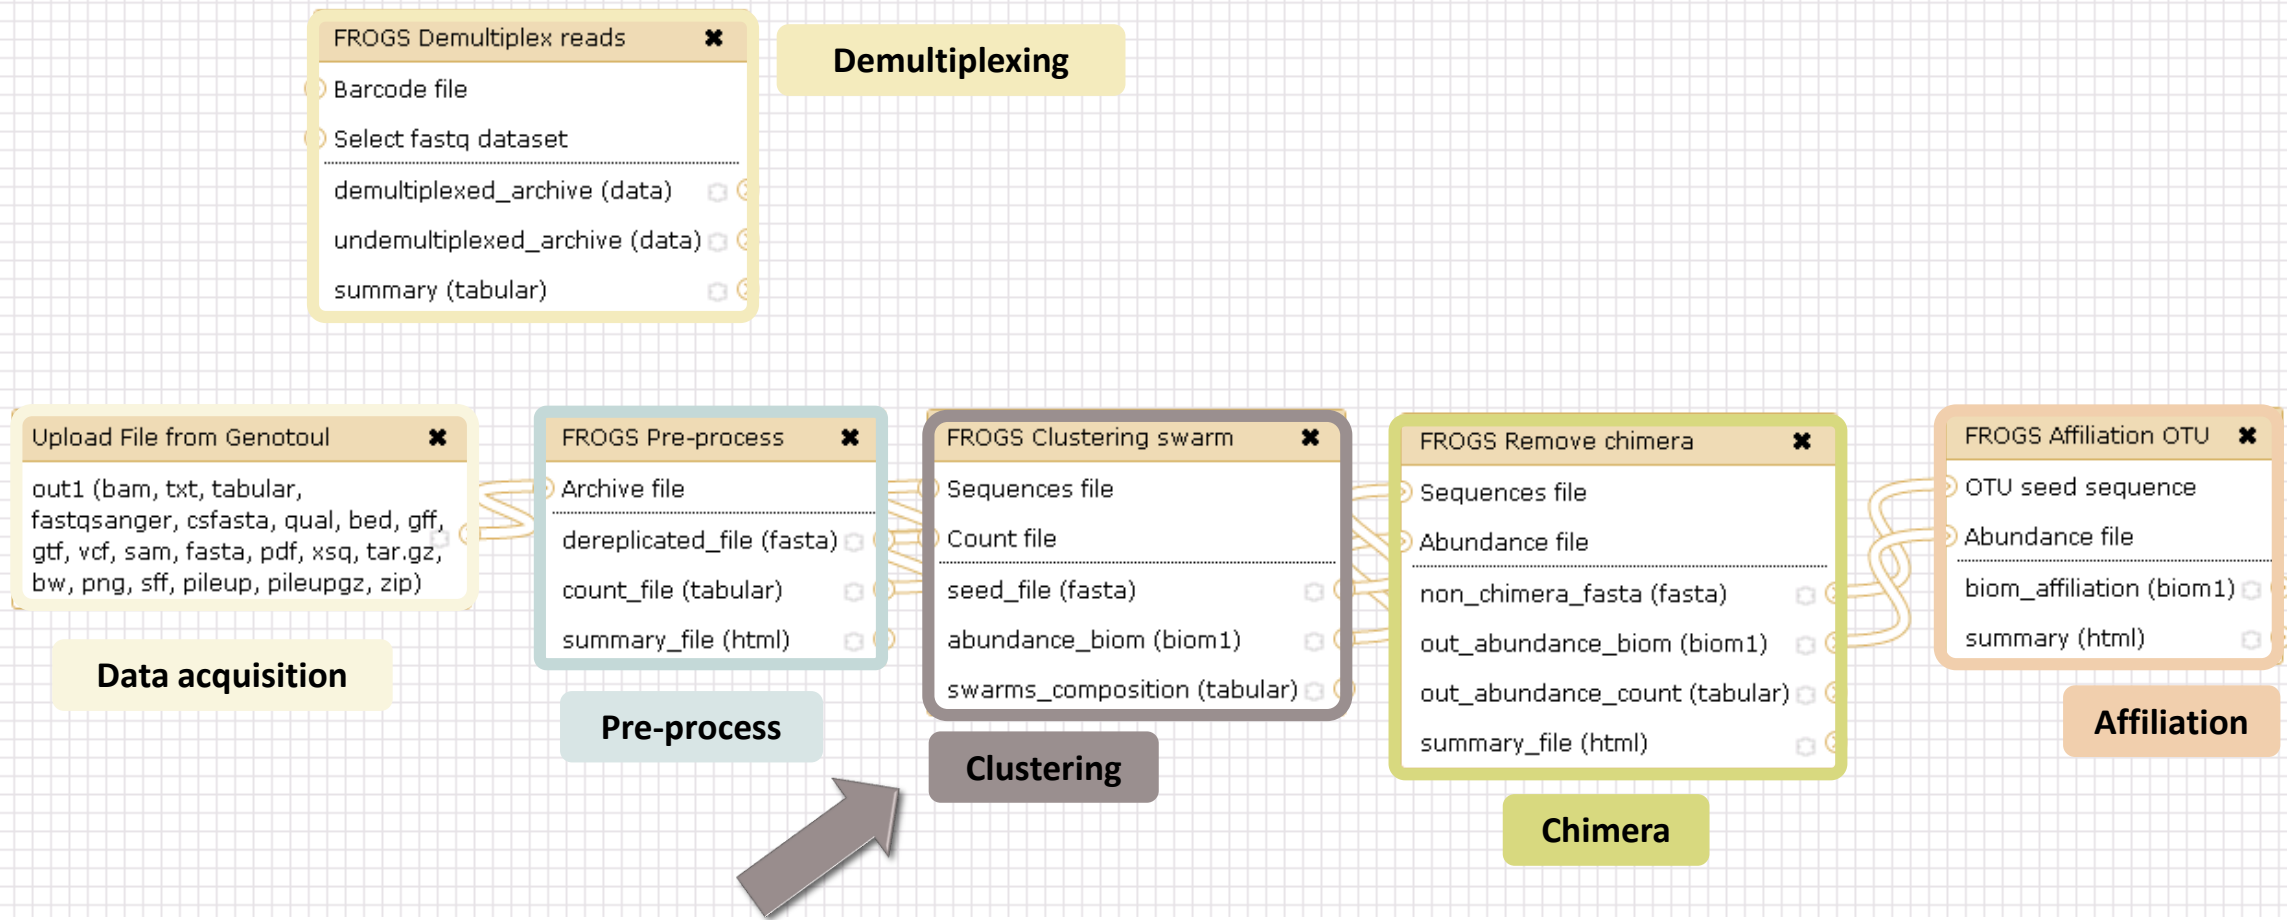 FROGS Demultiplex reads
Barcode file
Select fastq dataset
demultiplexed_archive (data)
undemultiplexed_archive (data)
summary (tabular)
Demultiplexing
Upload File from Genotoul
out1 (bam, txt, tabular,
fastqsanger, csfasta, qual, bed, gff,
gtf, vcf, sam, fasta, pdf, xsq, tar.gz,
bw, png, sff, pileup, pileupgz, zip)
Data acquisition
FROGS Pre-process
Archive file
dereplicated_file (fasta)
count_file (tabular)
summary_file (html)
Pre-process
FROGS Clustering swarm
Sequences file
Count file
seed_file (fasta)
abundance_biom (biom1)
swarms_composition (tabular)
Clustering
FROGS Remove chimera
Sequences file
Abundance file
non_chimera_fasta (fasta)
out_abundance_biom (biom1)
out_abundance_count (tabular)
summary_file (html)
Chimera
FROGS Affiliation OTU
OTU seed sequence
Abundance file
biom_affiliation (biom1)
summary (html)
Affiliation